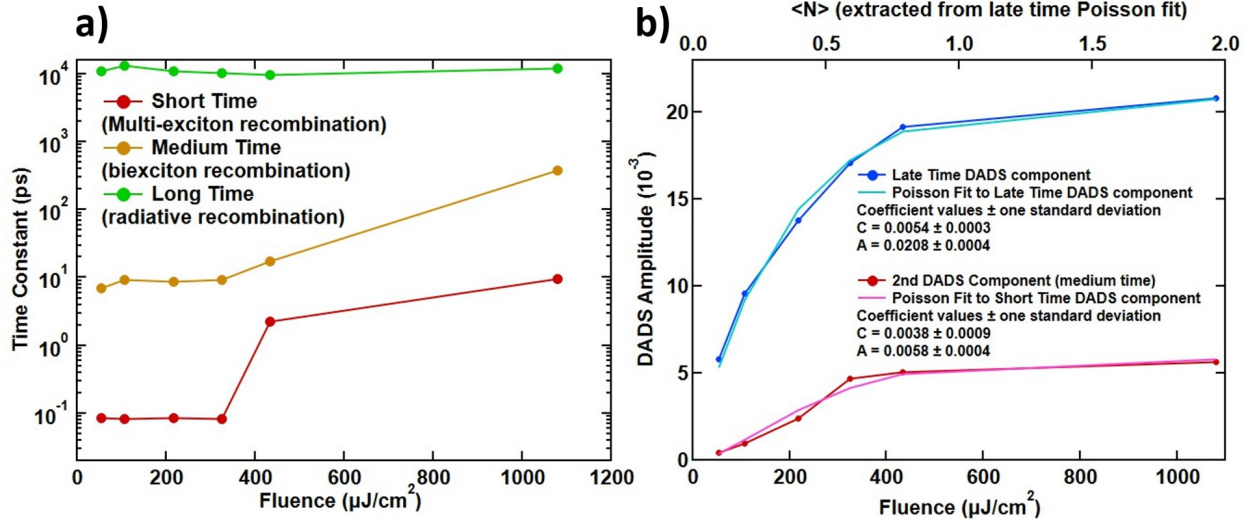 a)
Time Constant (ps)
10^4
10^3
10^2
10^1
10^0
10^-1
Short Time
(Multi-exciton recombination)
Medium Time
(biexciton recombination)
Long Time
(radiative recombination)
0 200 400 600 800 1000 1200
Fluence (µJ/cm^2)
b)
<N> (extracted from late time Poisson fit)
0.0 0.5 1.0 1.5 2.0
DADS Amplitude (10^-3)
20
15
10
5
0
Late Time DADS component
Poisson Fit to Late Time DADS component
Coefficient values ± one standard deviation
C = 0.0054 ± 0.0003
A = 0.0208 ± 0.0004
2nd DADS Component (medium time)
Poisson Fit to Short Time DADS component
Coefficient values ± one standard deviation
C = 0.0038 ± 0.0009
A = 0.0058 ± 0.0004
0 200 400 600 800 1000
Fluence (µJ/cm^2)